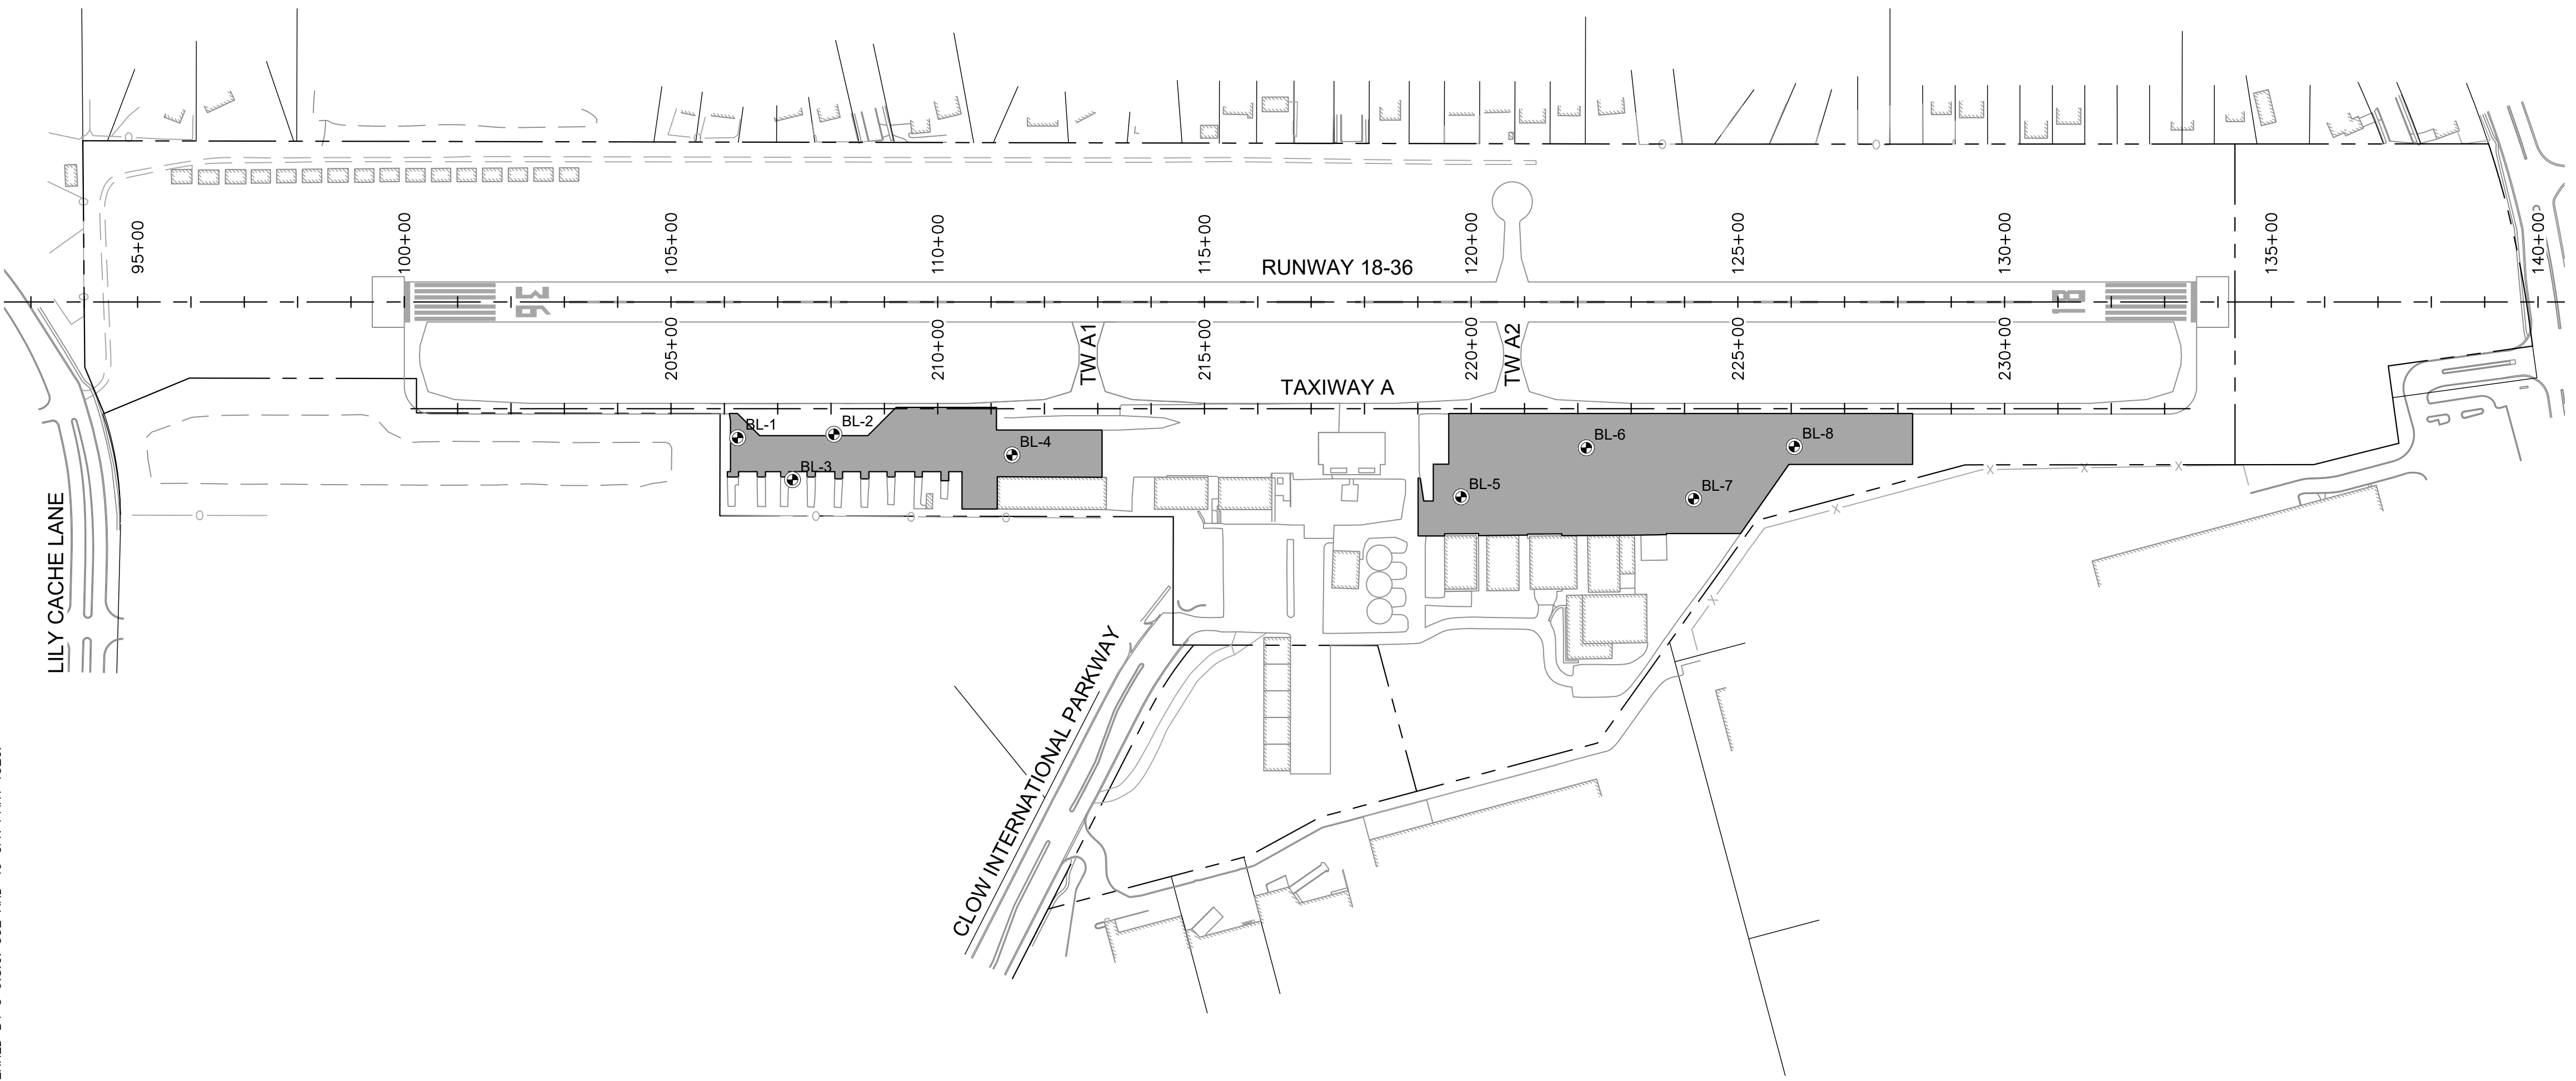 95+00
100+00
105+00
110+00
115+00
120+00
125+00
130+00
135+00
140+00
RUNWAY 18-36
36
18
205+00
210+00
215+00
220+00
225+00
230+00
TW A1
TW A2
TAXIWAY A
BL-1
BL-2
BL-3
BL-4
BL-5
BL-6
BL-7
BL-8
LILY CACHE LANE
CLOW INTERNATIONAL PARKWAY